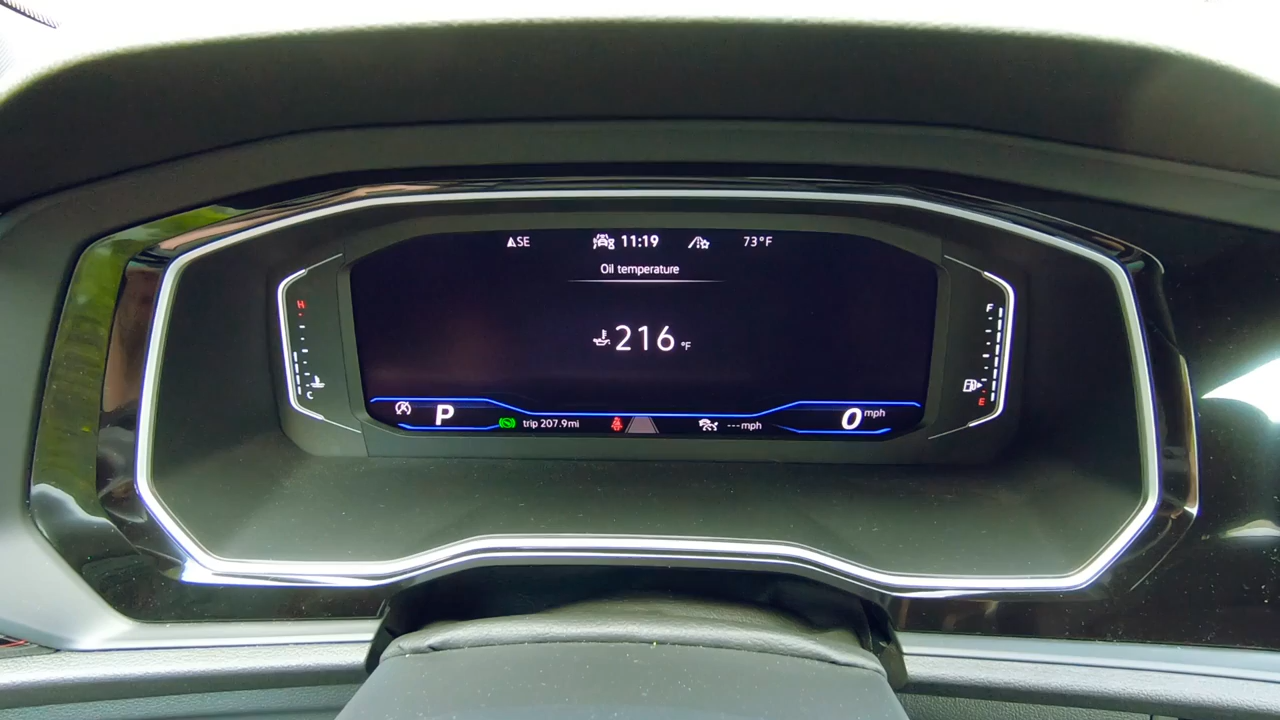 SE 11:19 73°F
Oil temperature
H F
216 °F
C E
P trip 207.9mi ---mph 0 mph